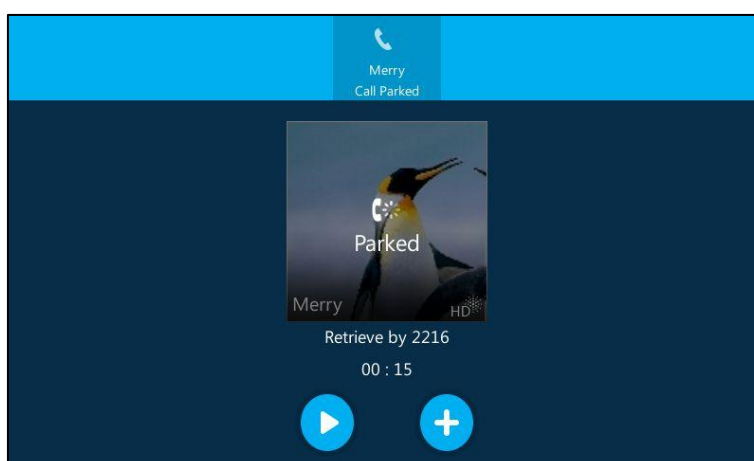 Merry
Call Parked
Parked
Merry
HD
Retrieve by 2216
00 : 15